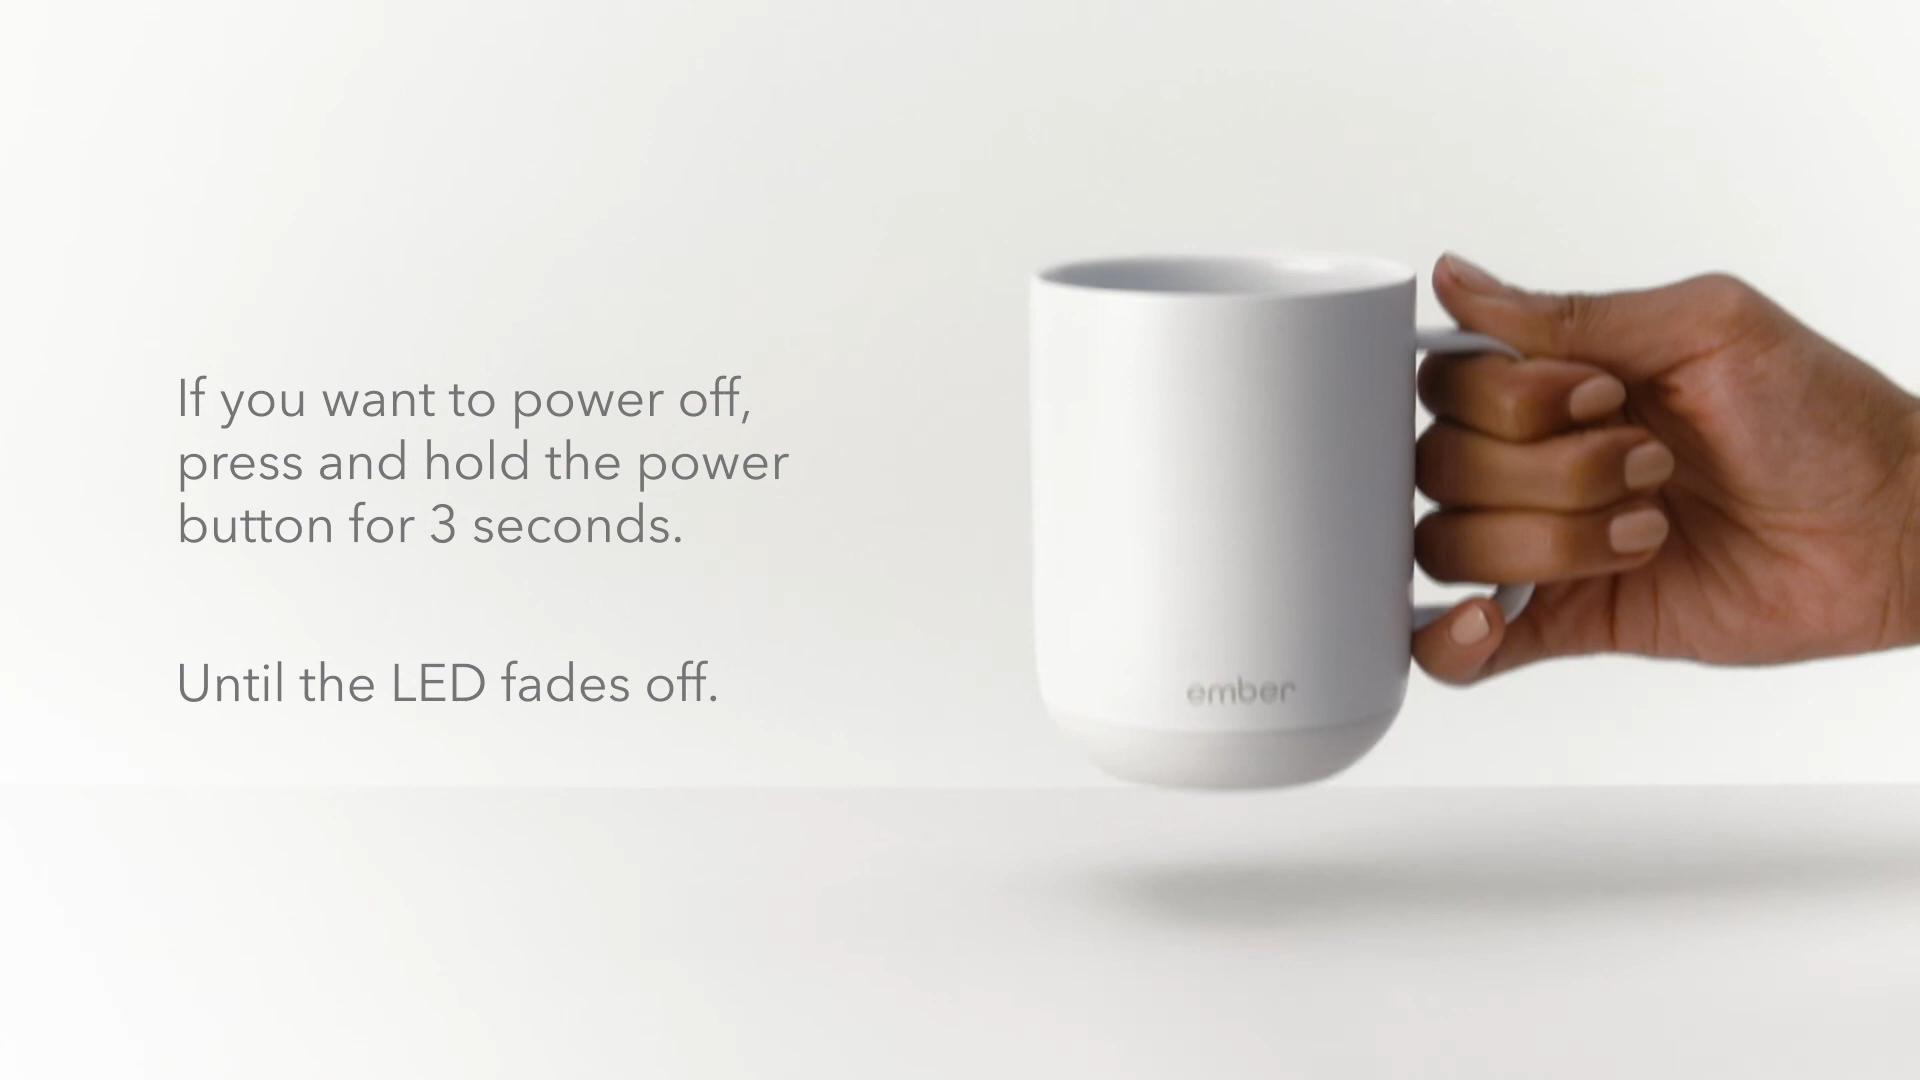 If you want to power off,
press and hold the power
button for 3 seconds.
Until the LED fades off.
ember